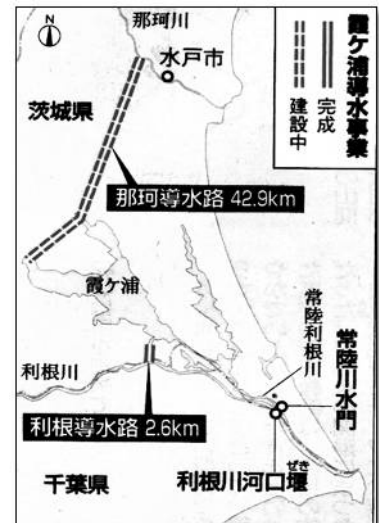 N
那珂川
水戸市
霞ケ浦導水事業
完成
建設中
茨城県
那珂導水路 42.9km
霞ケ浦
常陸利根川
常陸川水門
利根川
利根導水路 2.6km
千葉県
利根川河口堰
ぜき